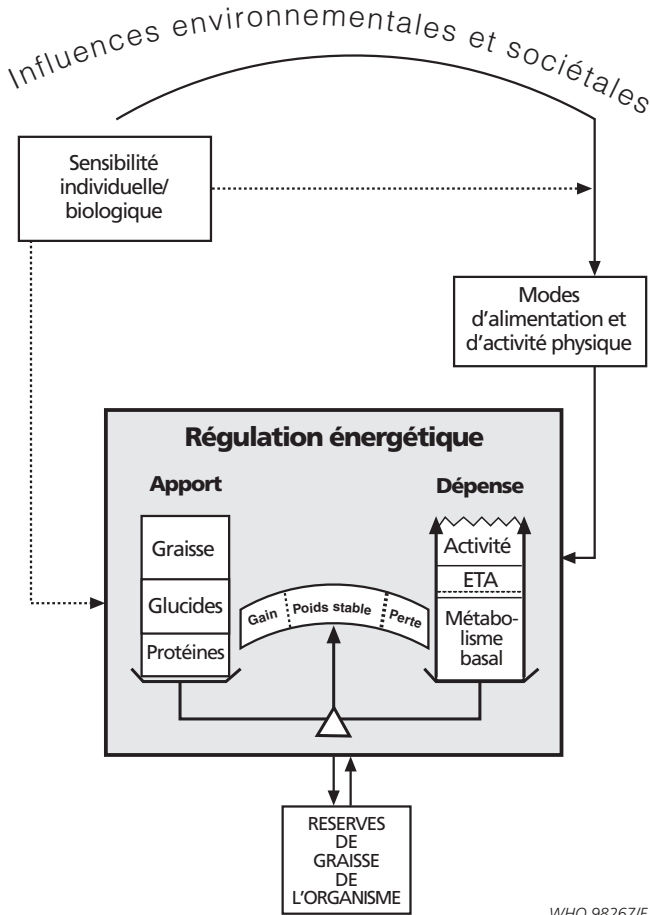 Influences environnementales et sociétales
Sensibilité
individuelle/
biologique
Modes
d'alimentation et
d'activité physique
Régulation énergétique
Apport
Dépense
Graisse
Glucides
Protéines
Gain
Poids stable
Perte
Activité
ETA
Métabo-
lisme
basal
RESERVES
DE
GRAISSE
DE
L'ORGANISME
WHO 98267/F